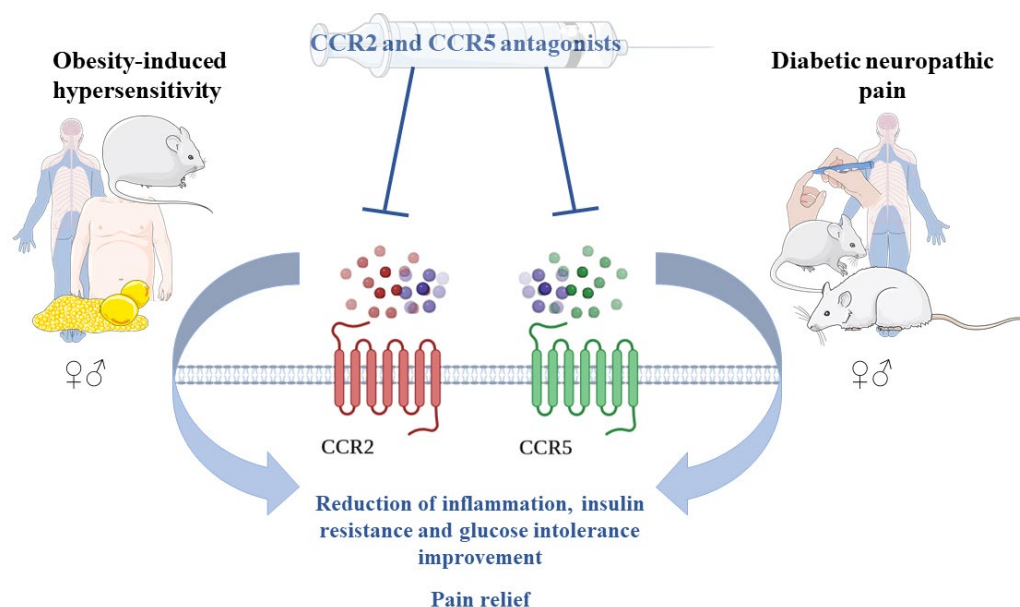 CCR2 and CCR5 antagonists
Obesity-induced
hypersensitivity
Diabetic neuropathic
pain
♀♂
♀♂
CCR2
CCR5
Reduction of inflammation, insulin
resistance and glucose intolerance
improvement
Pain relief